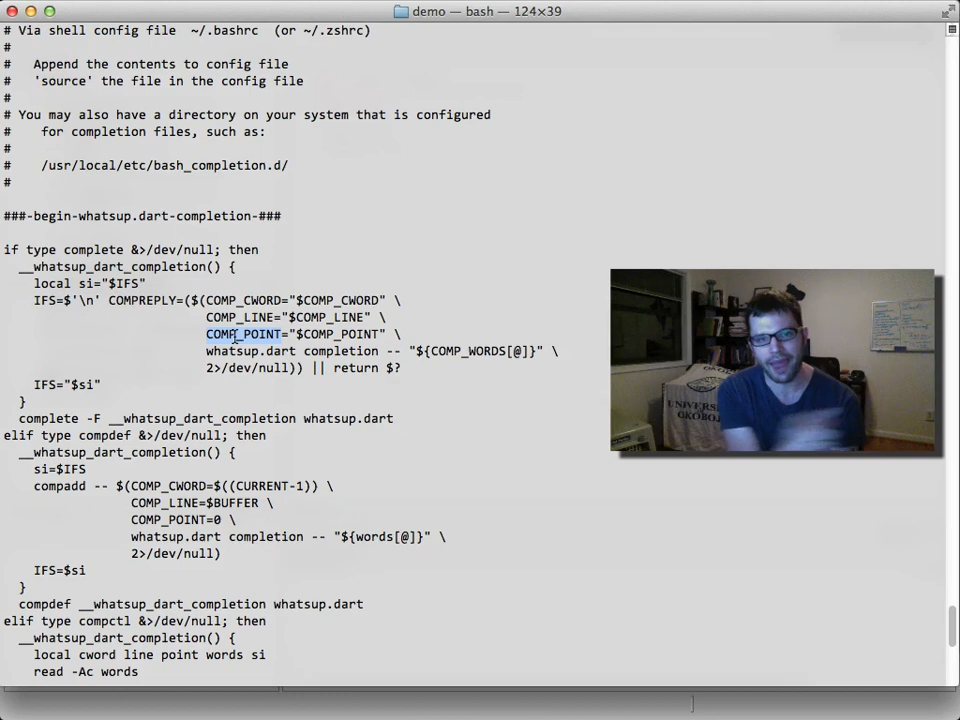 demo — bash — 124×39
# Via shell config file  ~/.bashrc  (or ~/.zshrc)
#
#   Append the contents to config file
#   'source' the file in the config file
#
# You may also have a directory on your system that is configured
#    for completion files, such as:
#
#    /usr/local/etc/bash_completion.d/
#
###-begin-whatsup.dart-completion-###
if type complete &>/dev/null; then
  __whatsup_dart_completion() {
    local si="$IFS"
    IFS=$'\n' COMPREPLY=($(COMP_CWORD="$COMP_CWORD" \
                           COMP_LINE="$COMP_LINE" \
                           COMP_POINT="$COMP_POINT" \
                           whatsup.dart completion -- "${COMP_WORDS[@]}" \
                           2>/dev/null)) || return $?
    IFS="$si"
  }
  complete -F __whatsup_dart_completion whatsup.dart
elif type compdef &>/dev/null; then
  __whatsup_dart_completion() {
    si=$IFS
    compadd -- $(COMP_CWORD=$((CURRENT-1)) \
                 COMP_LINE=$BUFFER \
                 COMP_POINT=0 \
                 whatsup.dart completion -- "${words[@]}" \
                 2>/dev/null)
    IFS=$si
  }
  compdef __whatsup_dart_completion whatsup.dart
elif type compctl &>/dev/null; then
  __whatsup_dart_completion() {
    local cword line point words si
    read -Ac words
UNIVER
OKOBOJ